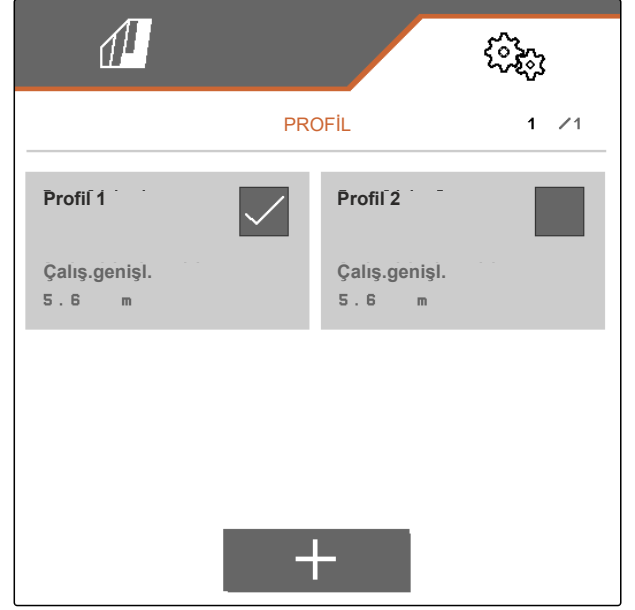 PROFİL 1 /1
Profil 1 Profil 2
Çalış.genişl. Çalış.genişl.
5.6 m 5.6 m